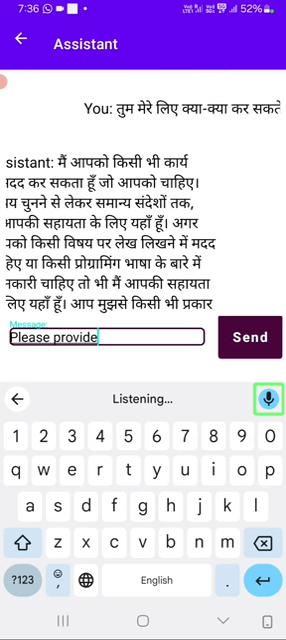 7:36
52%
Assistant
You: तुम मेरे लिए क्या-क्या कर सकते
sistant: मैं आपको किसी भी कार्य
मदद कर सकता हूँ जो आपको चाहिए।
य चुनने से लेकर समान्य संदेशों तक,
आपकी सहायता के लिए यहाँ हूँ। अगर
पको किसी विषय पर लेख लिखने में मदद
हिए या किसी प्रोग्रामिंग भाषा के बारे में
नकारी चाहिए तो भी मैं आपकी सहायता
लिए यहाँ हूँ। आप मुझसे किसी भी प्रकार
Message:
Please provide
Send
Listening...
1 2 3 4 5 6 7 8 9 0
q w e r t y u i o p
a s d f g h j k l
z x c v b n m
?123 , English .